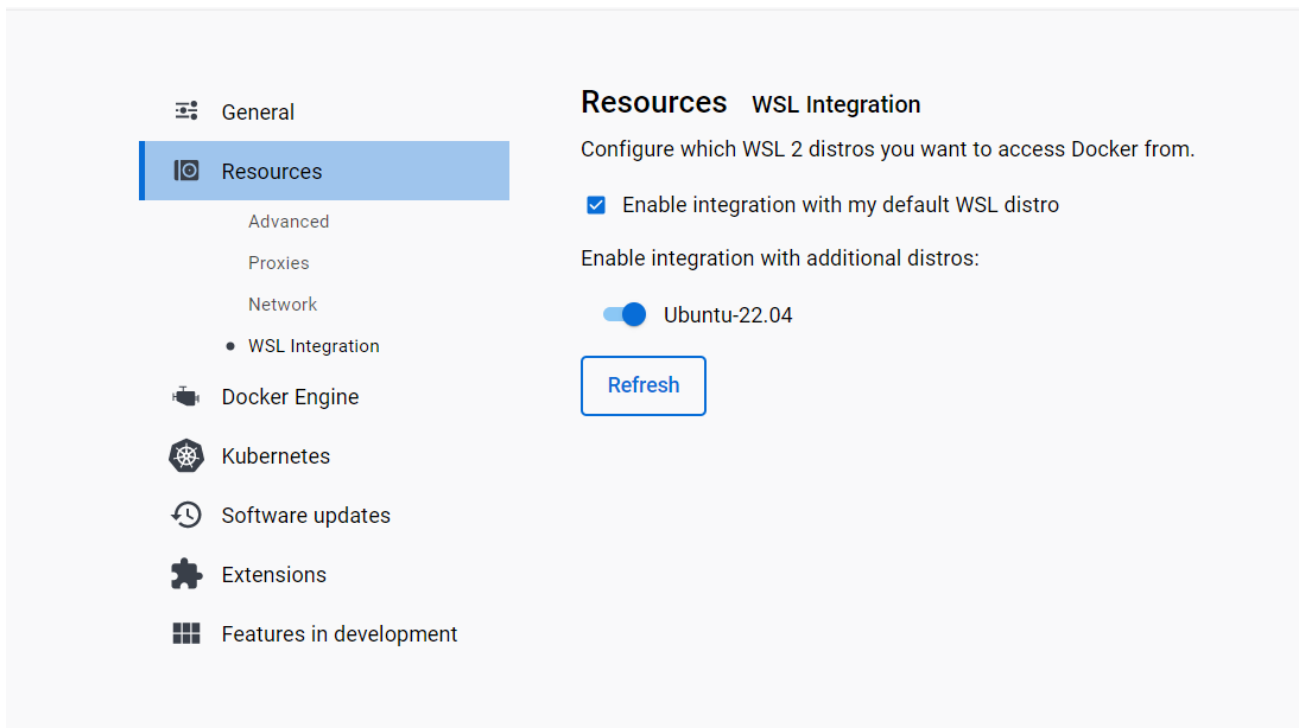 General
Resources
Advanced
Proxies
Network
WSL Integration
Docker Engine
Kubernetes
Software updates
Extensions
Features in development
Resources WSL Integration
Configure which WSL 2 distros you want to access Docker from.
Enable integration with my default WSL distro
Enable integration with additional distros:
Ubuntu-22.04
Refresh